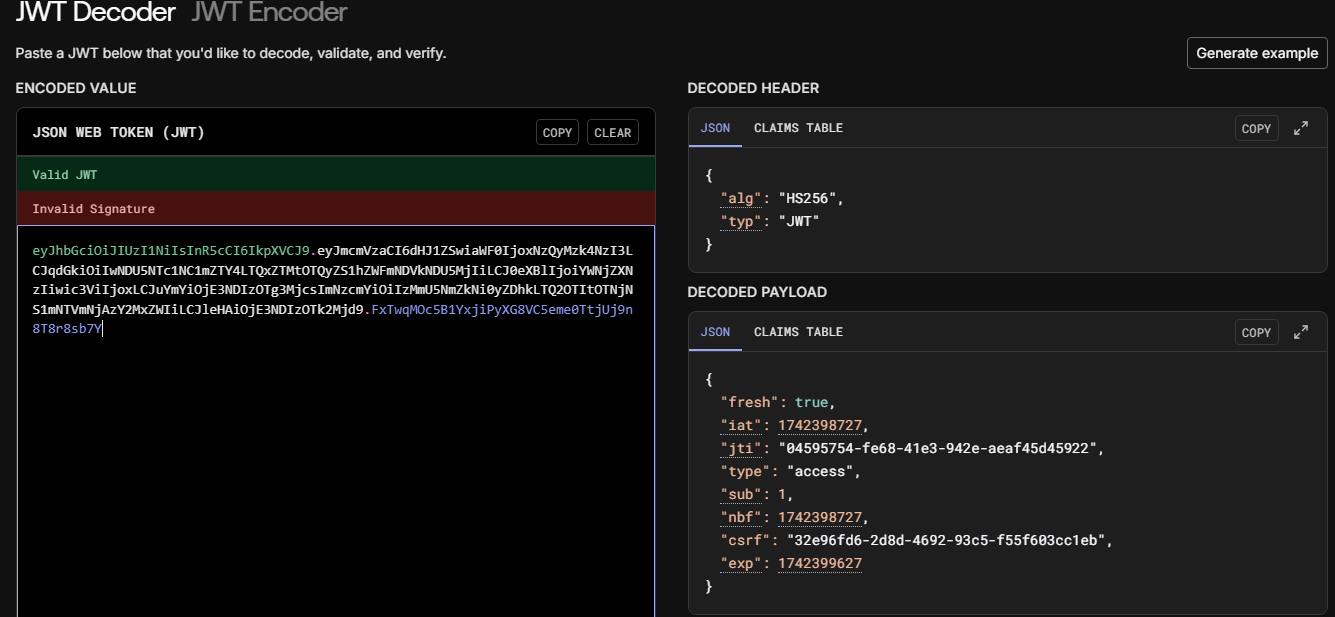 JWT Decoder JWT Encoder
Paste a JWT below that you'd like to decode, validate, and verify.
Generate example
ENCODED VALUE
JSON WEB TOKEN (JWT)
COPY
CLEAR
Valid JWT
Invalid Signature
eyJhbGciOiJIUzI1NiIsInR5cCI6IkpXVCJ9.eyJmcmVzaCI6dHJ1ZSwiaWF0IjoxNzQyMzk4NzI3L
CJqdGkiOiIwNDU5NTc1NC1mZTY4LTQxZTMtOTQyZS1hZWFmNDVkNDU5MjIiLCJ0eXBlIjoiYWNjZXN
zIiwic3ViIjoxLCJuYmYiOjE3NDIzOTg3MjcsImNzcmYiOiIzMmU5NmZkNi0yZDhkLTQ2OTItOTNjN
S1mNTVmNjAzY2MxZWIiLCJleHAiOjE3NDIzOTk2Mjd9.FxTwqMOc5B1YxjiPyXG8VC5eme0TtjUj9n
8T8r8sb7Y
DECODED HEADER
JSON
CLAIMS TABLE
COPY
{
"alg": "HS256",
"typ": "JWT"
}
DECODED PAYLOAD
JSON
CLAIMS TABLE
COPY
{
"fresh": true,
"iat": 1742398727,
"jti": "04595754-fe68-41e3-942e-aeaf45d45922",
"type": "access",
"sub": 1,
"nbf": 1742398727,
"csrf": "32e96fd6-2d8d-4692-93c5-f55f603cc1eb",
"exp": 1742399627
}